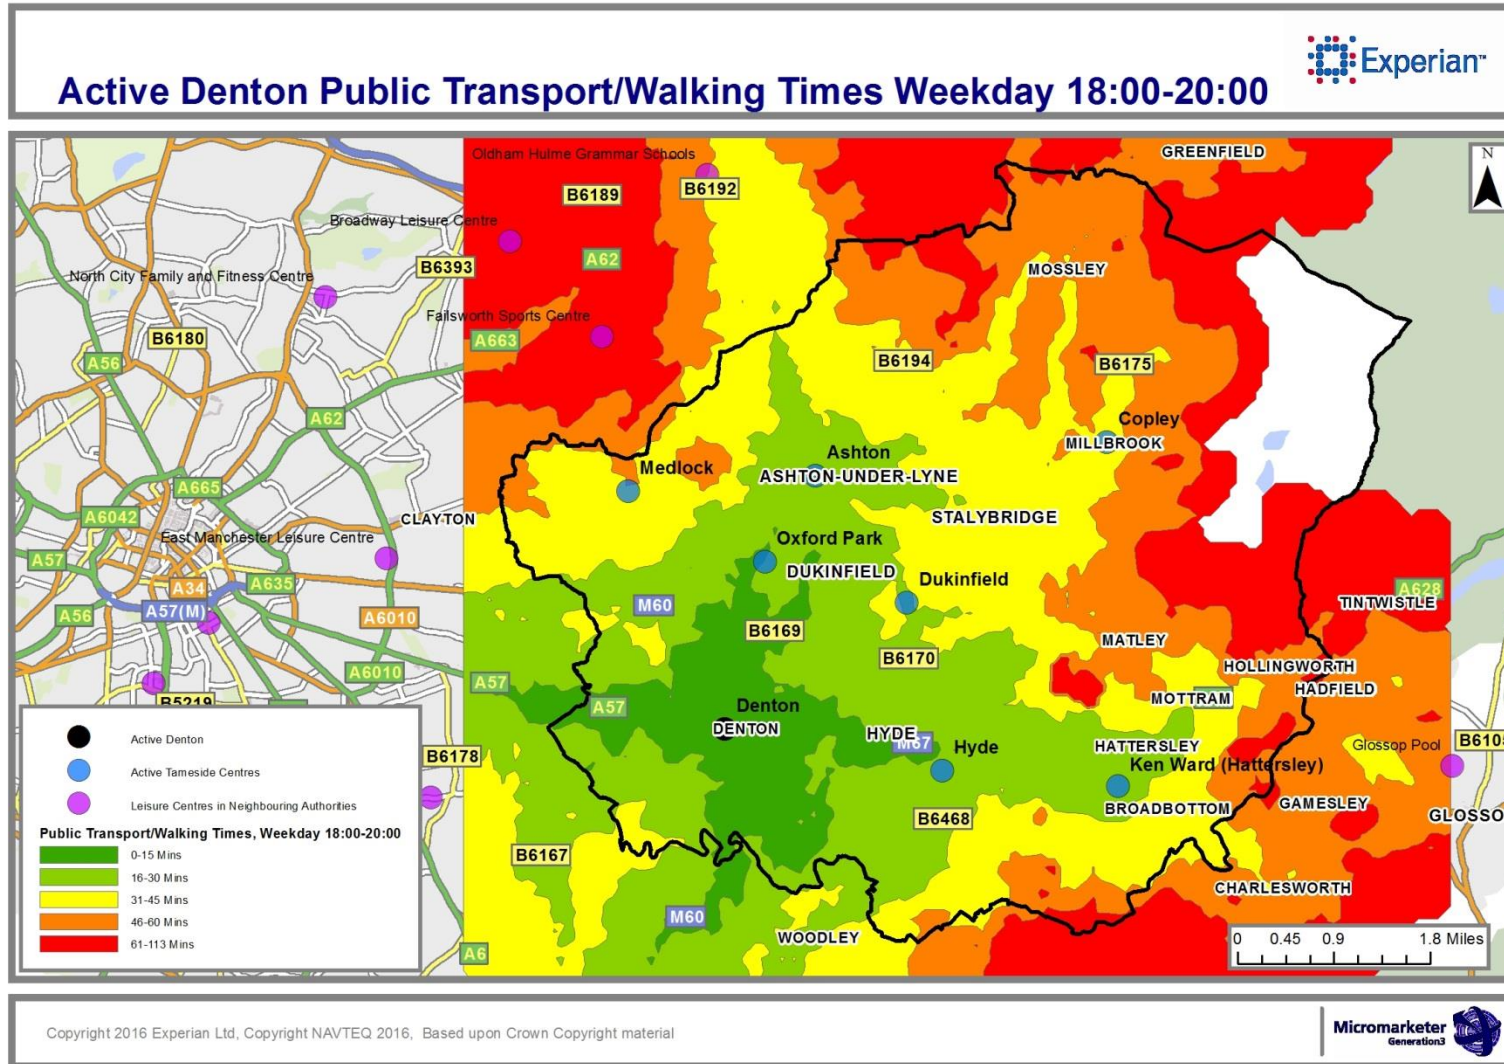 Experian™
Active Denton Public Transport/Walking Times Weekday 18:00-20:00
GREENFIELD
N
Oldham Hulme Grammar Schools
B6189
B6192
Broadway Leisure Centre
B6393
A62
North City Family and Fitness Centre
MOSSLEY
Failsworth Sports Centre
B6180
A663
A56
B6194
B6175
A62
Copley
MILLBROOK
Ashton
Medlock
ASHTON-UNDER-LYNE
A665
A6042
CLAYTON
STALYBRIDGE
East Manchester Leisure Centre
Oxford Park
A57
DUKINFIELD
Dukinfield
A34
A635
A628
A57(M)
M60
TINTWISTLE
A56
A6010
B6169
MATLEY
B6170
HOLLINGWORTH
A6010
A57
HADFIELD
B5219
MOTTRAM
A57
Denton
DENTON
HYDE
M67
Hyde
HATTERSLEY
Glossop Pool
B6178
Ken Ward (Hattersley)
BROADBOTTOM
GAMESLEY
B6468
GLOSSO
B6167
CHARLESWORTH
M60
WOODLEY
A6
Active Denton
Active Tameside Centres
Leisure Centres in Neighbouring Authorities
Public Transport/Walking Times, Weekday 18:00-20:00
0-15 Mins
16-30 Mins
31-45 Mins
46-60 Mins
61-113 Mins
0 0.45 0.9 1.8 Miles
Copyright 2016 Experian Ltd, Copyright NAVTEQ 2016, Based upon Crown Copyright material
Micromarketer
Generation3